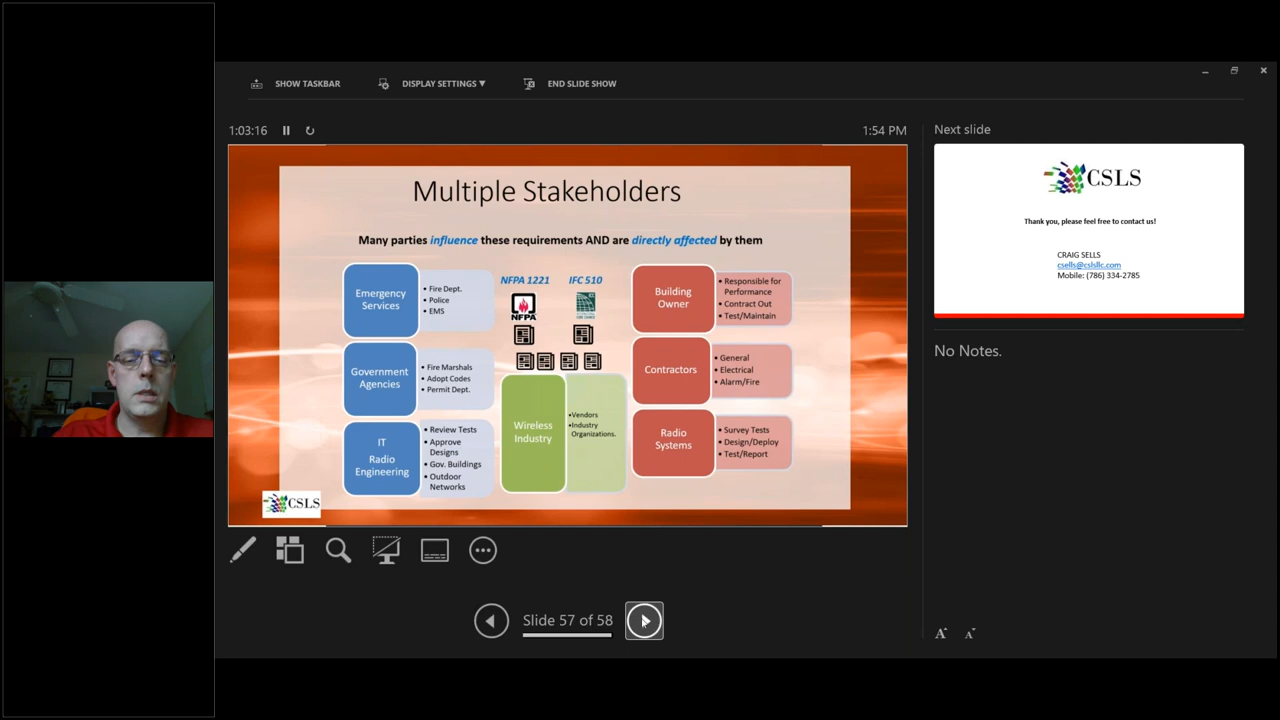 SHOW TASKBAR
DISPLAY SETTINGS ▼
END SLIDE SHOW
1:03:16
1:54 PM
Multiple Stakeholders
Many parties influence these requirements AND are directly affected by them
Emergency
Services
• Fire Dept.
• Police
• EMS
Government
Agencies
• Fire Marshals
• Adopt Codes
• Permit Dept.
IT
Radio
Engineering
• Review Tests
• Approve
Designs
• Gov. Buildings
• Outdoor
Networks
NFPA 1221
IFC 510
NFPA
Wireless
Industry
•Vendors
•Industry
Organizations.
Building
Owner
• Responsible for
Performance
• Contract Out
• Test/Maintain
Contractors
• General
• Electrical
• Alarm/Fire
Radio
Systems
• Survey Tests
• Design/Deploy
• Test/Report
CSLS
Slide 57 of 58
Next slide
CSLS
Thank you, please feel free to contact us!
CRAIG SELLS
csells@cslsllc.com
Mobile: (786) 334-2785
No Notes.
A
A